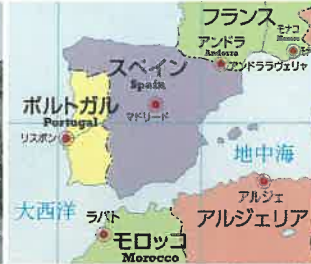 フランス
モナコ
Monaco
アンドラ
Andorra
アンドララヴェリャ
スペイン
Spain
マドリード
ポルトガル
Portugal
リスボン
地中海
アルジェ
大西洋
ラバト
アルジェリア
モロッコ
Morocco